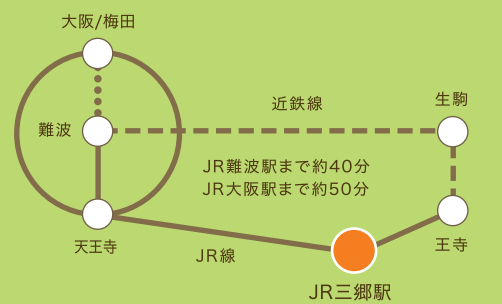 大阪/梅田
難波
近鉄線
生駒
JR難波駅まで約40分
JR大阪駅まで約50分
天王寺
JR線
王寺
JR三郷駅